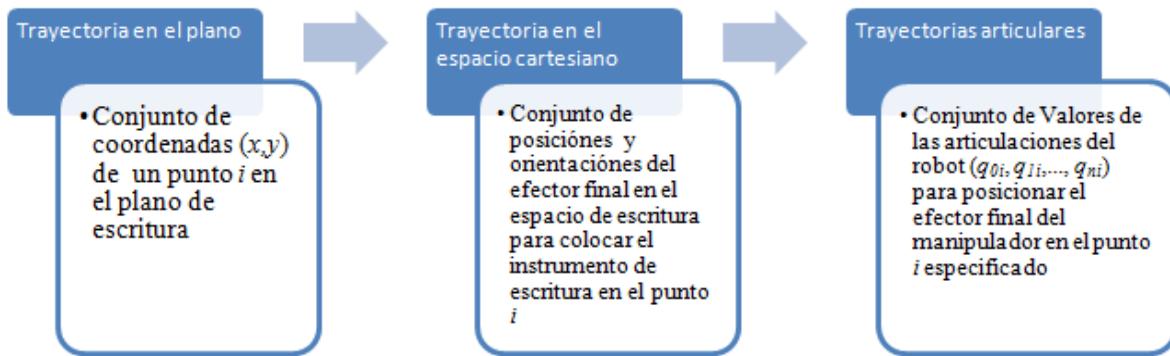 Trayectoria en el plano
• Conjunto de
coordenadas (x,y)
de un punto i en
el plano de
escritura
Trayectoria en el
espacio cartesiano
• Conjunto de
posiciónes y
orientaciónes del
efector final en el
espacio de escritura
para colocar el
instrumento de
escritura en el punto
i
Trayectorias articulares
• Conjunto de Valores de
las articulaciones del
robot (q0i, q1i,..., qni)
para posicionar el
efector final del
manipulador en el punto
i especificado